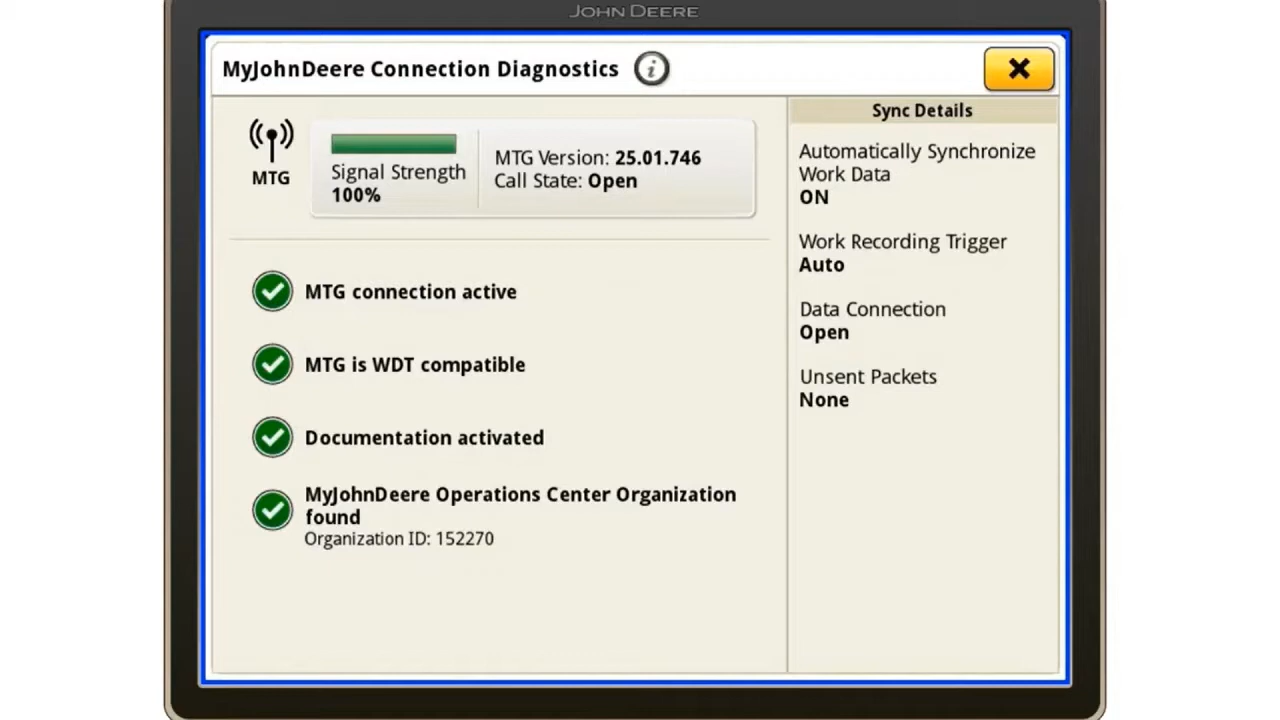 JOHN DEERE
MyJohnDeere Connection Diagnostics
MTG
Signal Strength
100%
MTG Version: 25.01.746
Call State: Open
MTG connection active
MTG is WDT compatible
Documentation activated
MyJohnDeere Operations Center Organization
found
Organization ID: 152270
Sync Details
Automatically Synchronize
Work Data
ON
Work Recording Trigger
Auto
Data Connection
Open
Unsent Packets
None